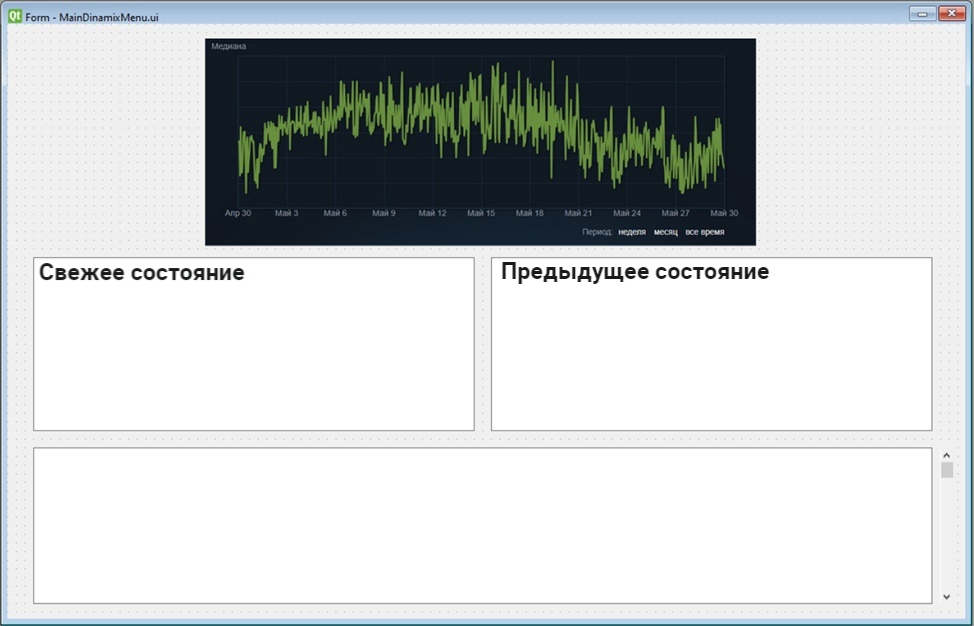 Qt Form - MainDinamixMenu.ui
Медиана
Апр 30 Май 3 Май 6 Май 9 Май 12 Май 15 Май 18 Май 21 Май 24 Май 27 Май 30
Период: неделя месяц все время
Свежее состояние
Предыдущее состояние